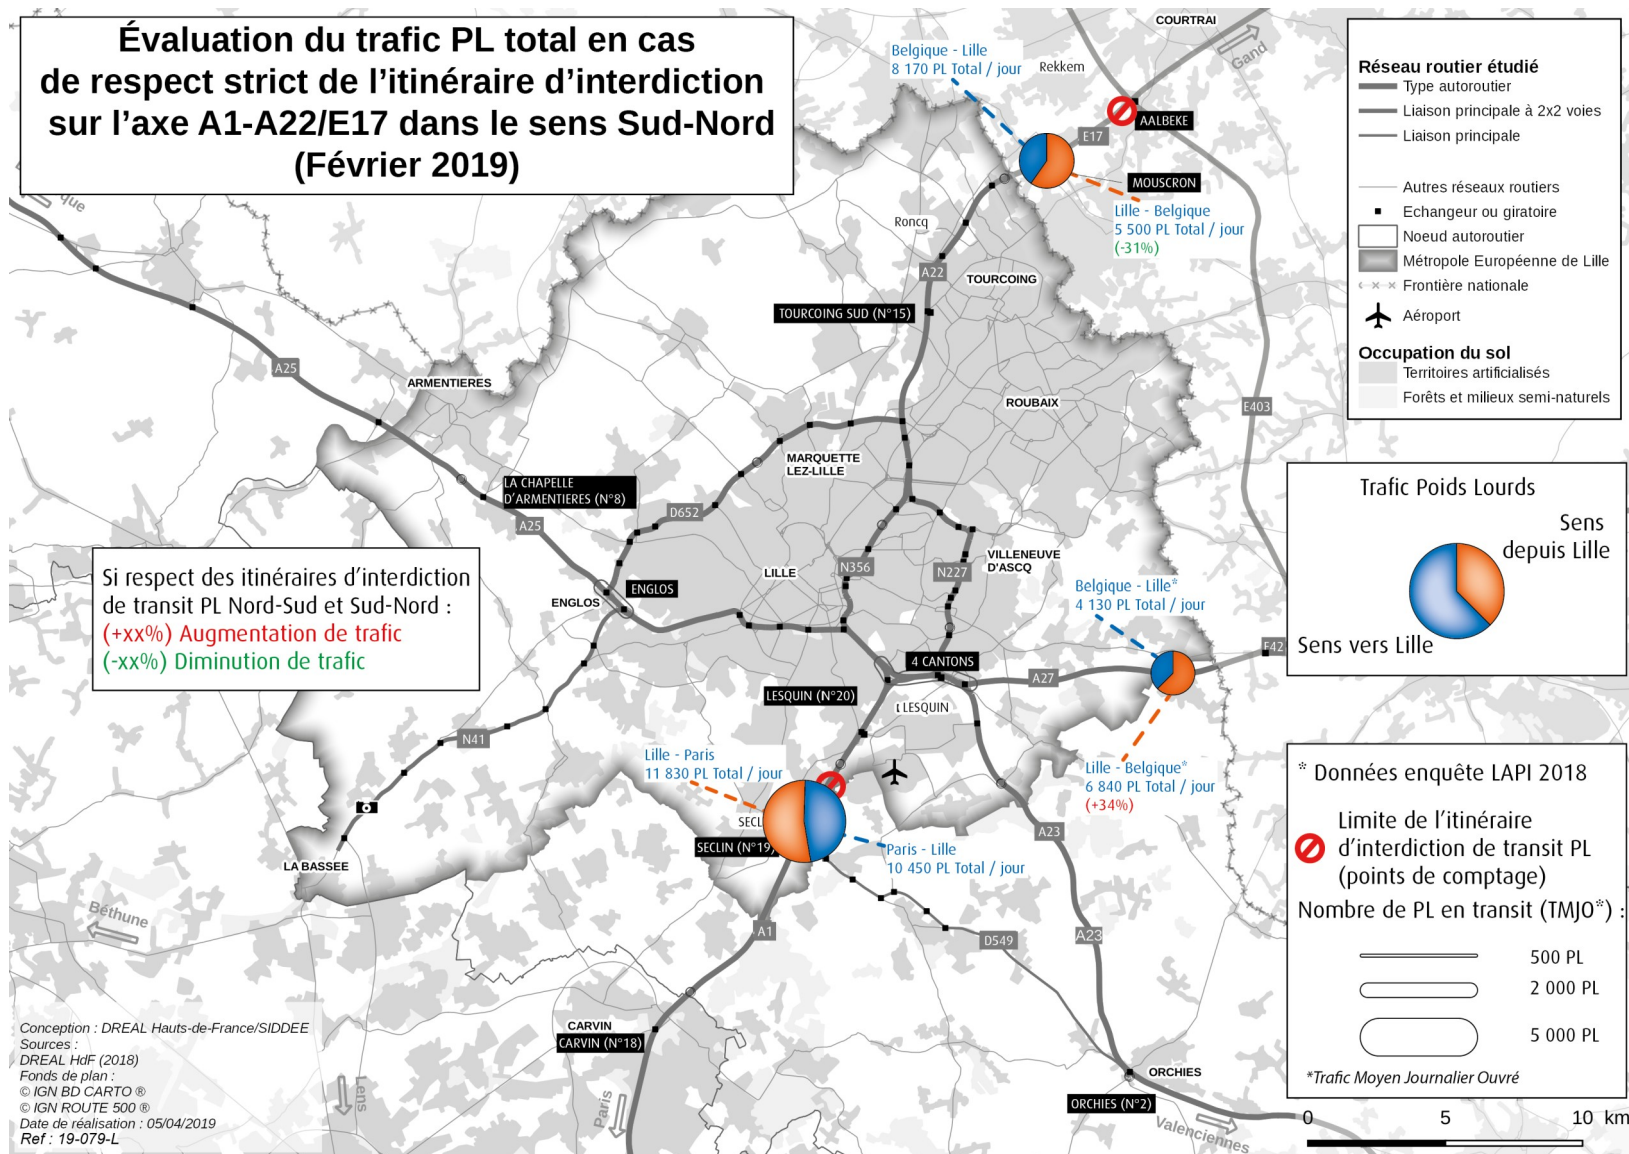 Évaluation du trafic PL total en cas
de respect strict de l'itinéraire d'interdiction
sur l'axe A1-A22/E17 dans le sens Sud-Nord
(Février 2019)
COURTRAI
Gand
Belgique - Lille
8 170 PL Total / jour
Rekkem
AALBEKE
E17
MOUSCRON
Lille - Belgique
5 500 PL Total / jour
(-31%)
Roncq
A22
TOURCOING
TOURCOING SUD (N°15)
A25
ARMENTIERES
ROUBAIX
E403
MARQUETTE
LEZ-LILLE
LA CHAPELLE
D'ARMENTIERES (N°8)
A25
D652
Réseau routier étudié
Type autoroutier
Liaison principale à 2x2 voies
Liaison principale
Autres réseaux routiers
Echangeur ou giratoire
Noeud autoroutier
Métropole Européenne de Lille
Frontière nationale
Aéroport
Occupation du sol
Territoires artificialisés
Forêts et milieux semi-naturels
Trafic Poids Lourds
Sens
depuis Lille
Sens vers Lille
Si respect des itinéraires d'interdiction
de transit PL Nord-Sud et Sud-Nord :
(+xx%) Augmentation de trafic
(-xx%) Diminution de trafic
VILLENEUVE
D'ASCQ
LILLE
N356
N227
ENGLOS
ENGLOS
Belgique - Lille*
4 130 PL Total / jour
E42
4 CANTONS
A27
LESQUIN (N°20)
LESQUIN
N41
Lille - Paris
11 830 PL Total / jour
Lille - Belgique*
6 840 PL Total / jour
(+34%)
SECL
SECLIN (N°19)
Paris - Lille
10 450 PL Total / jour
A23
LA BASSEE
Béthune
A1
D549
A23
* Données enquête LAPI 2018
Limite de l'itinéraire
d'interdiction de transit PL
(points de comptage)
Nombre de PL en transit (TMJO*) :
500 PL
2 000 PL
5 000 PL
*Trafic Moyen Journalier Ouvré
CARVIN
CARVIN (N°18)
Lens
Paris
ORCHIES
ORCHIES (N°2)
Valenciennes
Conception : DREAL Hauts-de-France/SIDDEE
Sources :
DREAL HdF (2018)
Fonds de plan :
© IGN BD CARTO ®
© IGN ROUTE 500 ®
Date de réalisation : 05/04/2019
Ref : 19-079-L
0 5 10 km